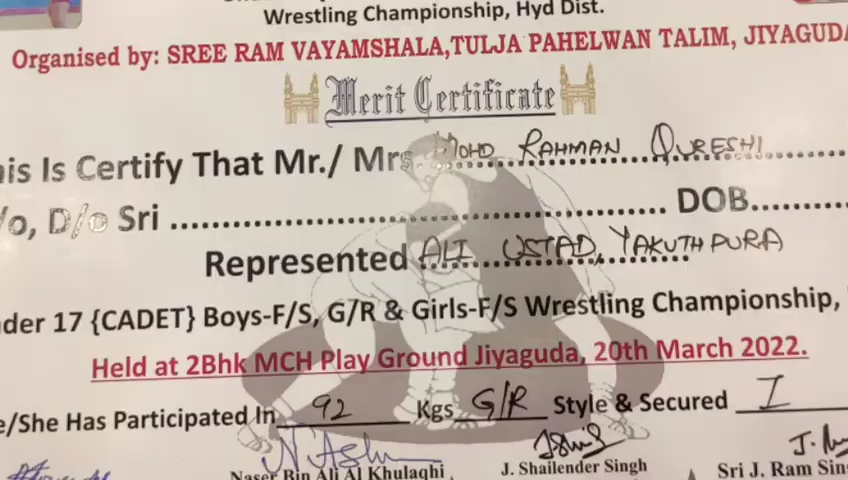 Wrestling Championship, Hyd Dist.
Organised by: SREE RAM VAYAMSHALA,TULJA PAHELWAN TALIM, JIYAGUDA
Merit Certificate
is Is Certify That Mr./ Mrs. MOHD RAHMAN QURESHI
/o, D/o Sri ........ DOB........
Represented ALI USTAD, YAKUTHPURA
der 17 {CADET} Boys-F/S, G/R & Girls-F/S Wrestling Championship,
Held at 2Bhk MCH Play Ground Jiyaguda, 20th March 2022.
e/She Has Participated In 92 Kgs G/R Style & Secured I
Naser Bin Ali Al Khulaqhi J. Shailender Singh Sri J. Ram Sin